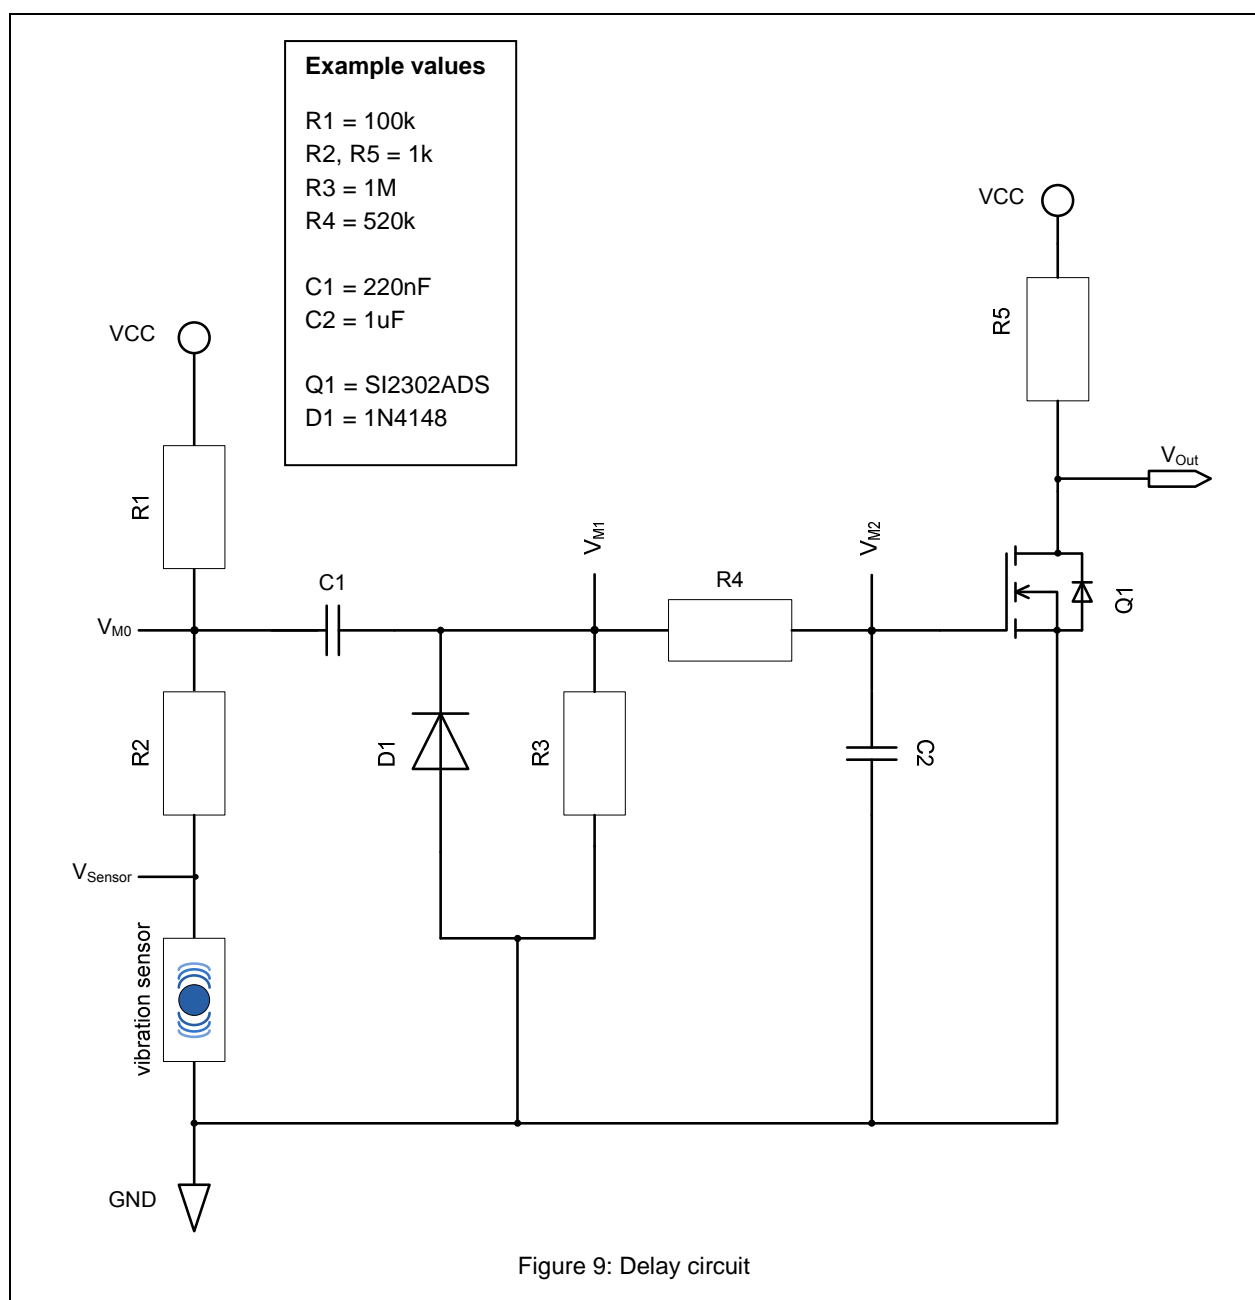 Example values
R1 = 100k
R2, R5 = 1k
R3 = 1M
R4 = 520k
C1 = 220nF
C2 = 1uF
Q1 = SI2302ADS
D1 = 1N4148
VCC
VCC
R5
R1
VOut
VM1
VM2
C1
R4
Q1
VM0
R2
D1
R3
C2
VSensor
vibration sensor
GND
Figure 9: Delay circuit